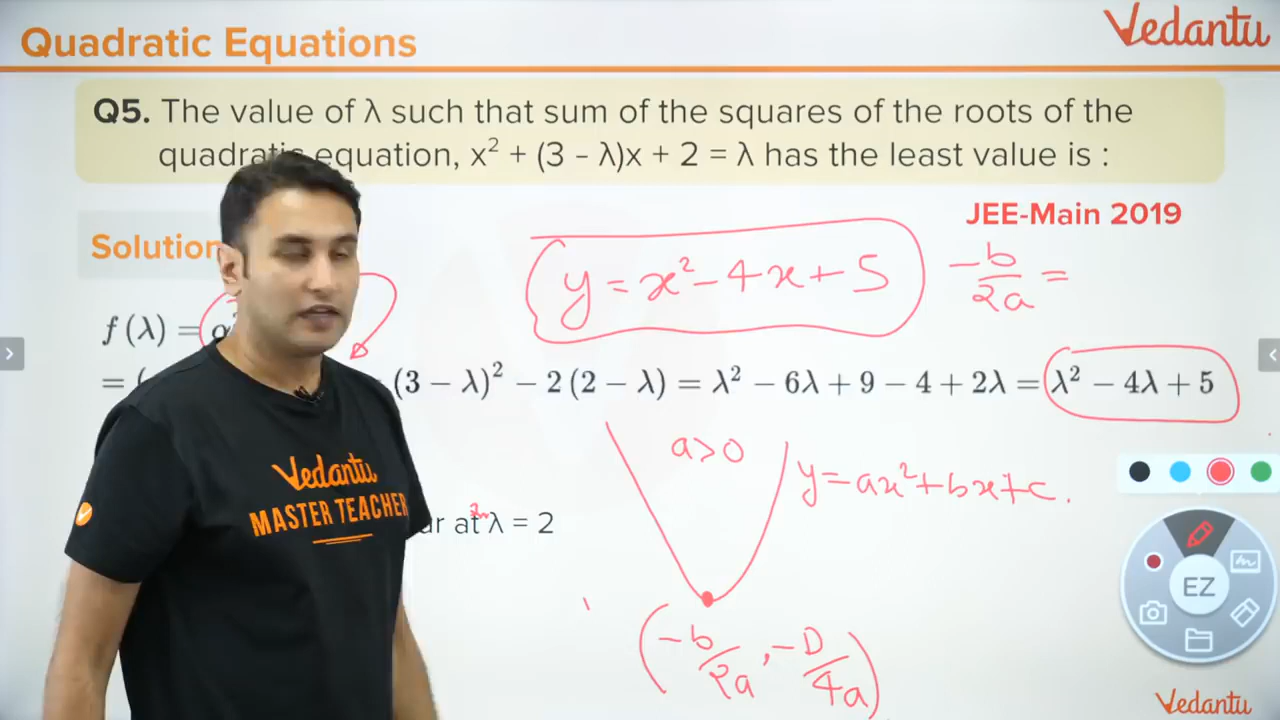 Quadratic Equations
Vedantu
Q5. The value of λ such that sum of the squares of the roots of the
quadratic equation, x² + (3 - λ)x + 2 = λ has the least value is :
JEE-Main 2019
Solution
y = x² - 4x + 5
-b/2a =
f (λ) =
= (3 − λ)² − 2 (2 − λ) = λ² − 6λ + 9 − 4 + 2λ = λ² − 4λ + 5
a>0
y=ax²+bx+c.
at λ = 2
Vedantu
MASTER TEACHER
EZ
(-b/2a, -D/4a)
Vedantu